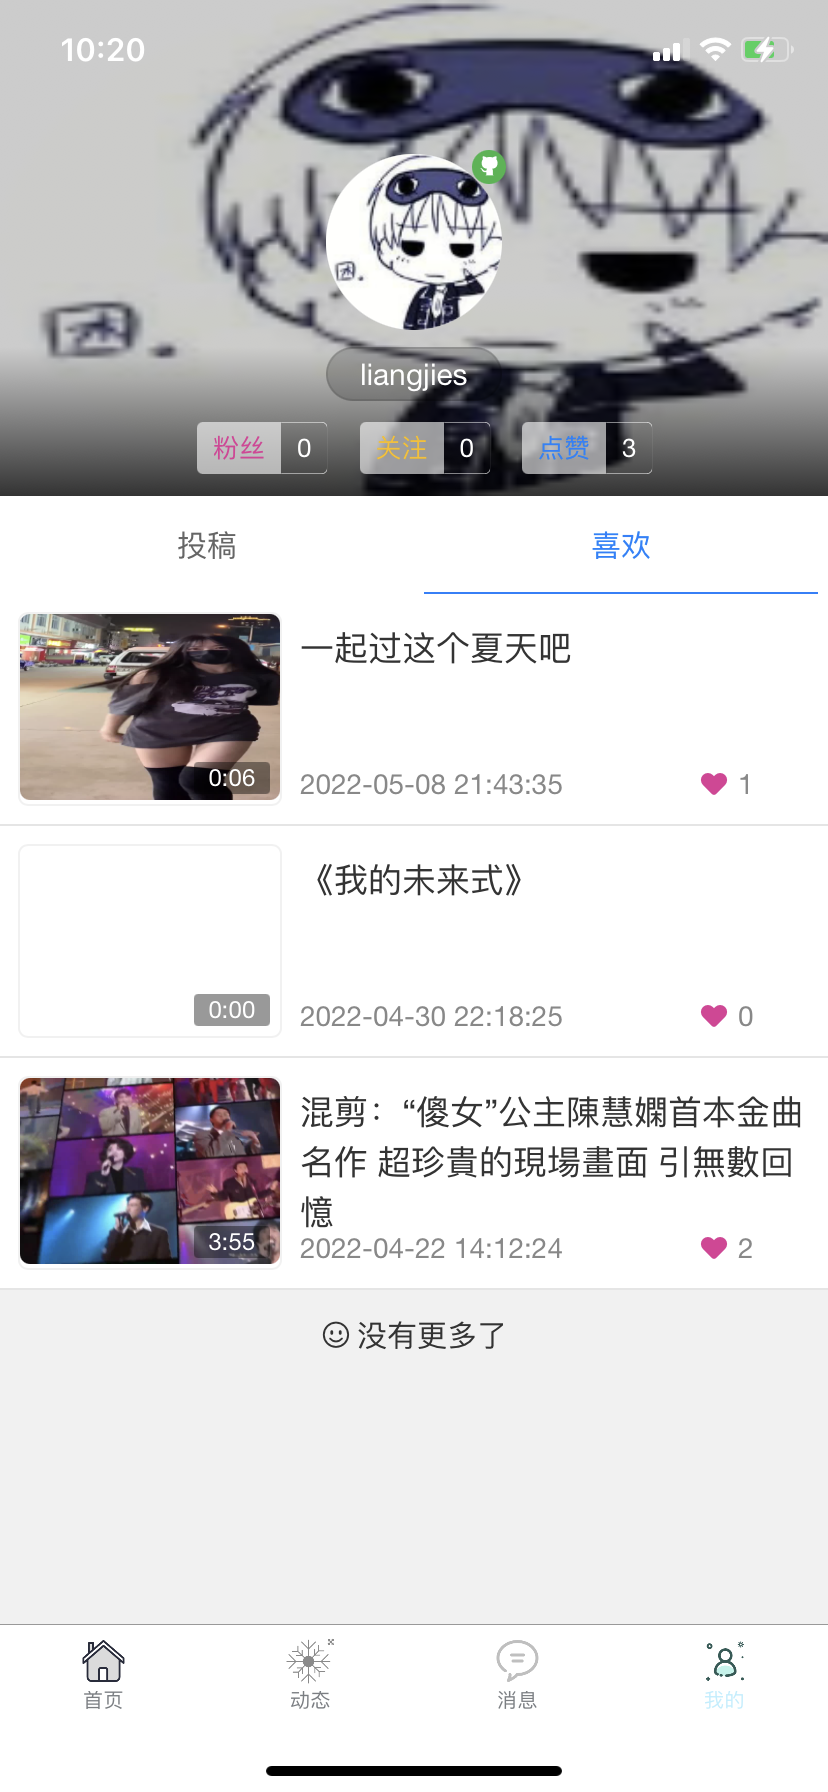 10:20
困
困
liangjies
粉丝 0 关注 0 点赞 3
投稿 喜欢
一起过这个夏天吧
0:06
2022-05-08 21:43:35 1
《我的未来式》
0:00
2022-04-30 22:18:25 0
混剪：“傻女”公主陳慧嫻首本金曲
名作 超珍貴的現場畫面 引無數回
憶
3:55
2022-04-22 14:12:24 2
没有更多了
首页 动态 消息 我的